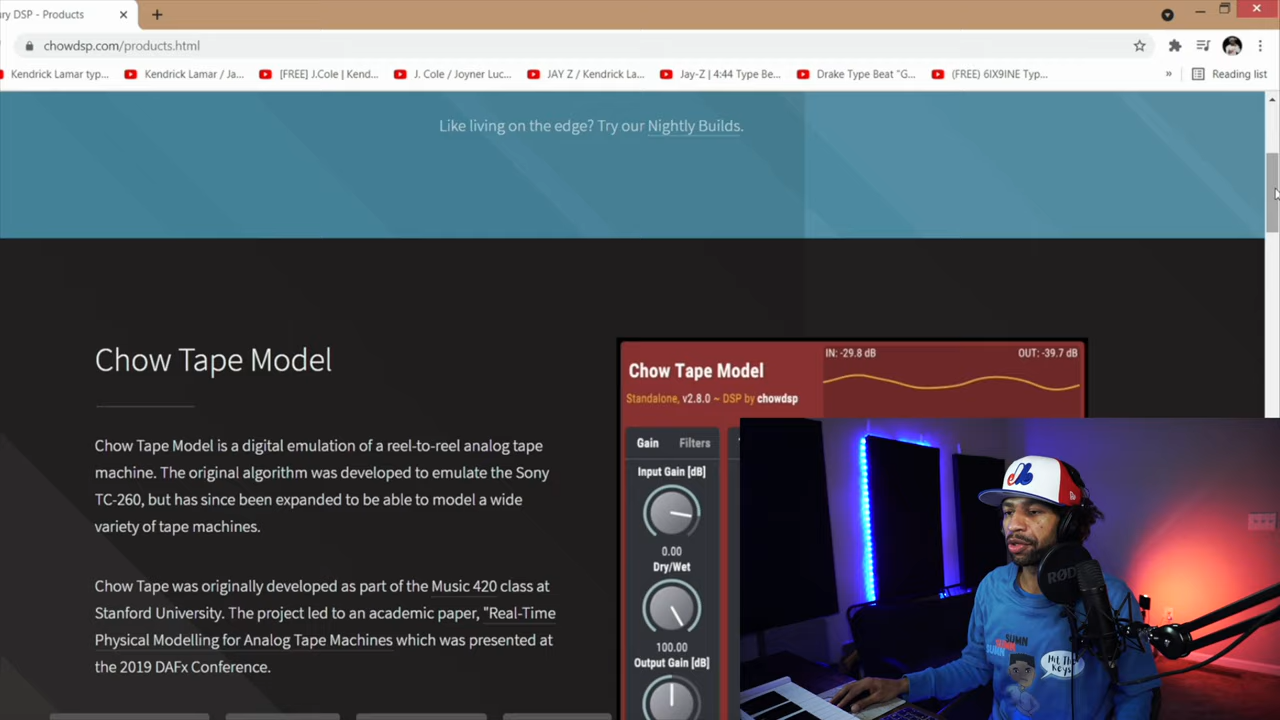 ry DSP - Products
chowdsp.com/products.html
Kendrick Lamar typ...
Kendrick Lamar / Ja...
[FREE] J.Cole | Kend...
J. Cole / Joyner Luc...
JAY Z / Kendrick La...
Jay-Z | 4:44 Type Be...
Drake Type Beat "G...
(FREE) 6IX9INE Typ...
»
Reading list
Like living on the edge? Try our Nightly Builds.
Chow Tape Model
Chow Tape Model is a digital emulation of a reel-to-reel analog tape
machine. The original algorithm was developed to emulate the Sony
TC-260, but has since been expanded to be able to model a wide
variety of tape machines.
Chow Tape was originally developed as part of the Music 420 class at
Stanford University. The project led to an academic paper, "Real-Time
Physical Modelling for Analog Tape Machines which was presented at
the 2019 DAFx Conference.
Chow Tape Model
Standalone, v2.8.0 ~ DSP by chowdsp
IN: -29.8 dB
OUT: -39.7 dB
Gain
Filters
Input Gain [dB]
0.00
Dry/Wet
100.00
Output Gain [dB]
RØDE
SUMN
SUMN
SUMN
Hit The
Keys